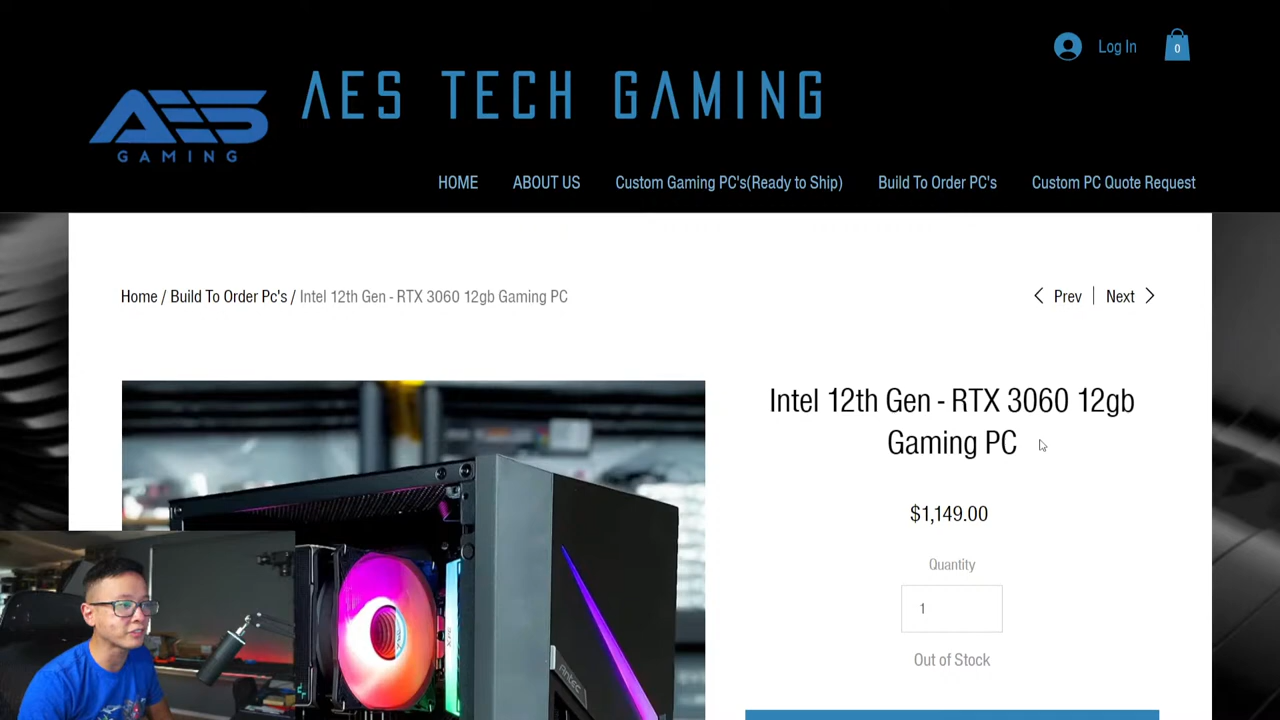 Log In
0
AES TECH GAMING
AES
GAMING
HOME
ABOUT US
Custom Gaming PC's(Ready to Ship)
Build To Order PC's
Custom PC Quote Request
Home / Build To Order Pc's / Intel 12th Gen - RTX 3060 12gb Gaming PC
Prev
Next
Intel 12th Gen - RTX 3060 12gb
Gaming PC
$1,149.00
Quantity
1
Out of Stock
Antec